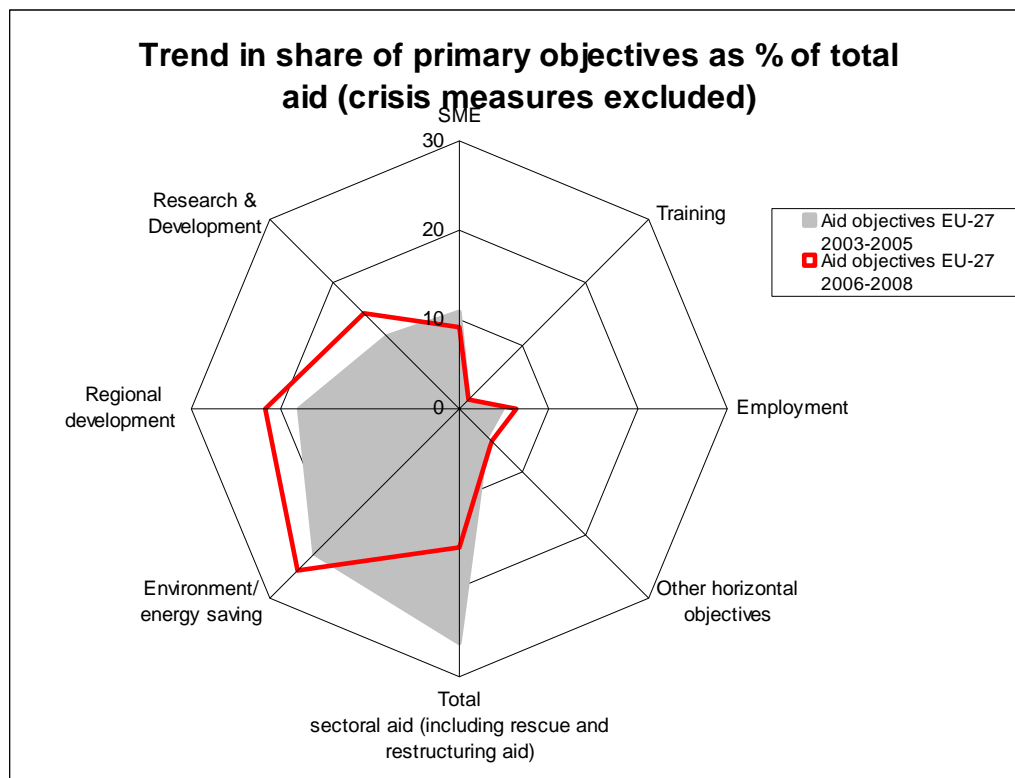 Trend in share of primary objectives as % of total
aid (crisis measures excluded)
SME
30
20
10
0
Training
Research &
Development
Aid objectives EU-27
2003-2005
Aid objectives EU-27
2006-2008
Regional
development
Employment
Environment/
energy saving
Other horizontal
objectives
Total
sectoral aid (including rescue and
restructuring aid)